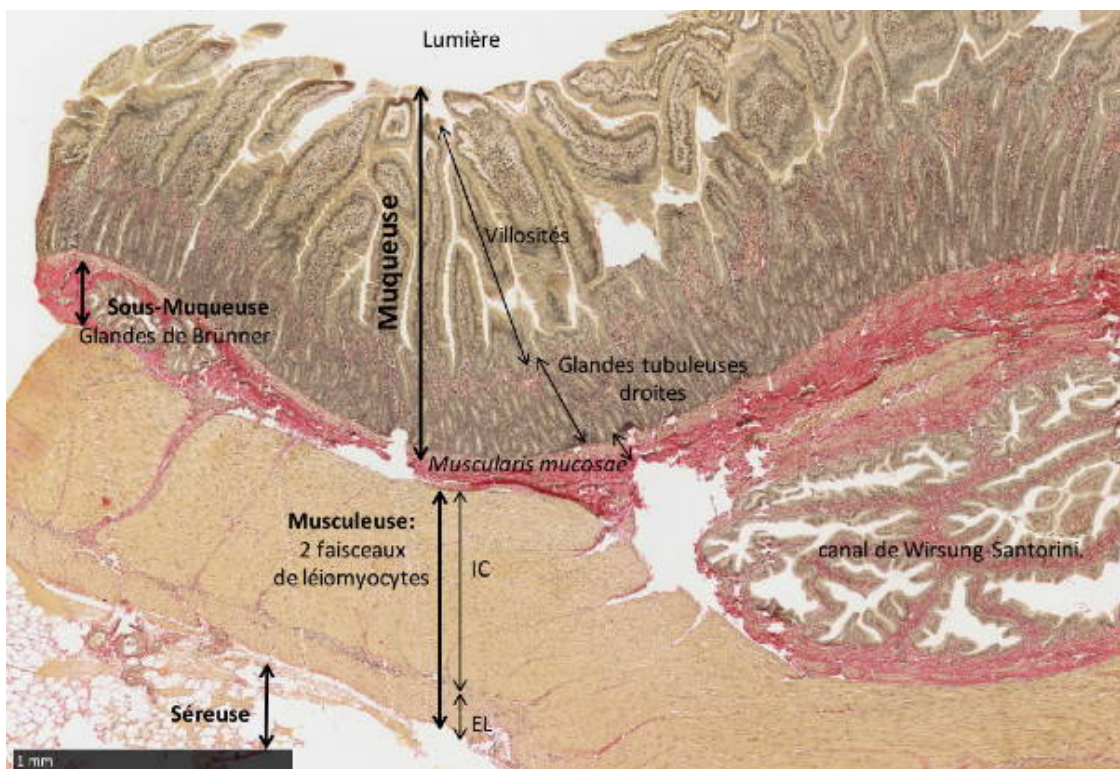 Lumière
Muqueuse
Villosités
Sous-Muqueuse
Glandes de Brünner
Glandes tubuleuses
droites
Muscularis mucosae
Musculeuse:
2 faisceaux
de léiomyocytes
IC
canal de Wirsung-Santorini.
Séreuse
EL
1 mm